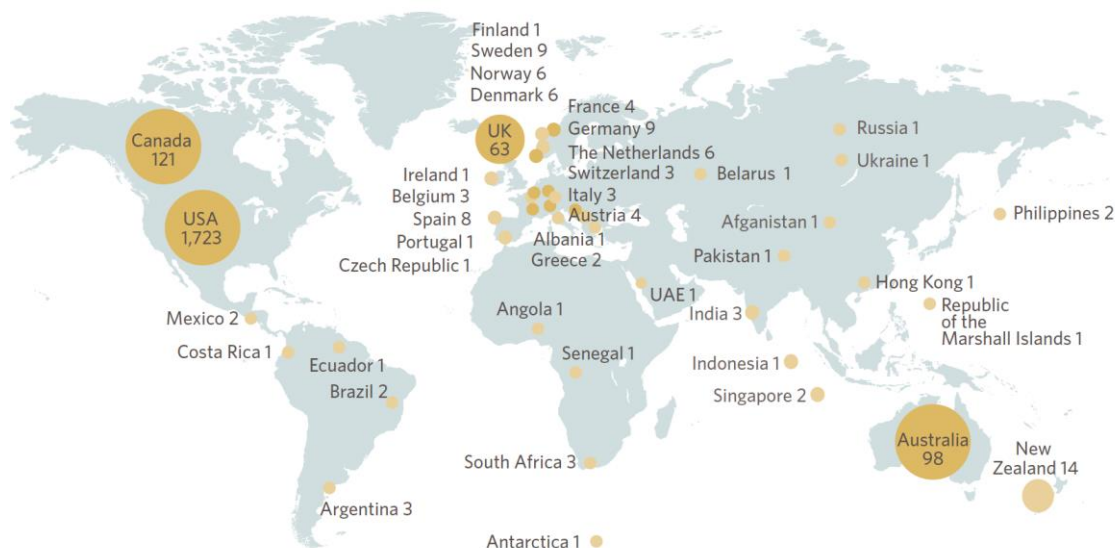 Finland 1
Sweden 9
Norway 6
Denmark 6
France 4
Germany 9
The Netherlands 6
Switzerland 3
Italy 3
Austria 4
Albania 1
Greece 2
UK
63
Ireland 1
Belgium 3
Spain 8
Portugal 1
Czech Republic 1
Canada
121
USA
1,723
Mexico 2
Costa Rica 1
Ecuador 1
Brazil 2
Argentina 3
Angola 1
Senegal 1
South Africa 3
Antarctica 1
UAE 1
Russia 1
Ukraine 1
Belarus 1
Afganistan 1
Pakistan 1
India 3
Philippines 2
Hong Kong 1
Republic
of the
Marshall Islands 1
Indonesia 1
Singapore 2
Australia
98
New
Zealand 14